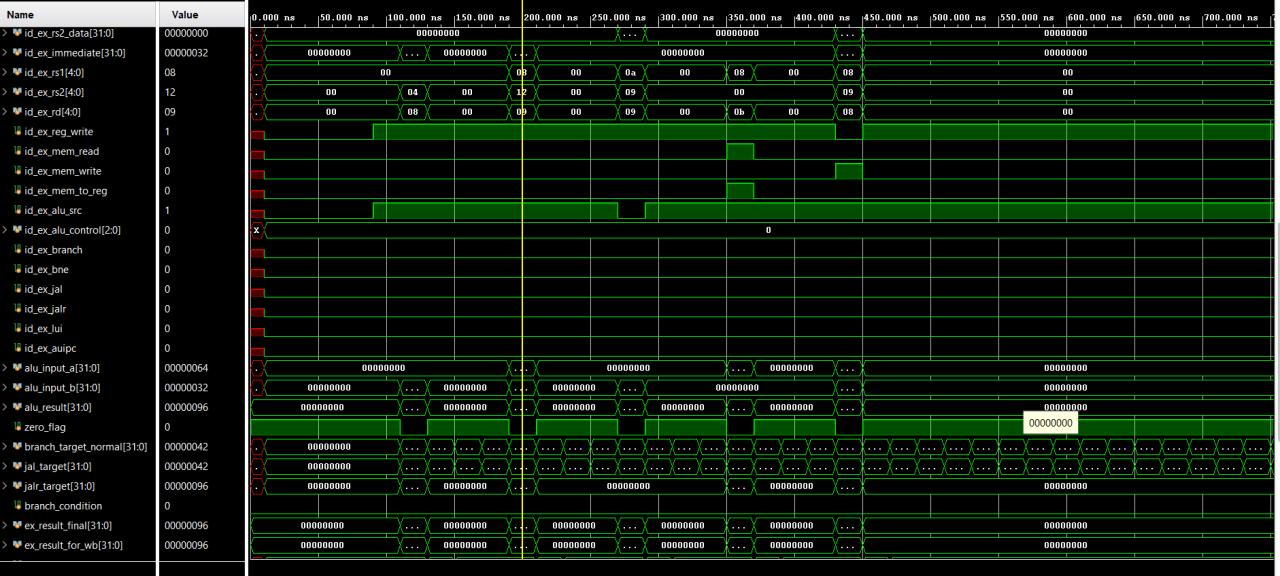 Name Value 0.000 ns 50.000 ns 100.000 ns 150.000 ns 200.000 ns 250.000 ns 300.000 ns 350.000 ns 400.000 ns 450.000 ns 500.000 ns 550.000 ns 600.000 ns 650.000 ns 700.000 ns
id_ex_rs2_data[31:0] 00000000 00000000 ... 00000000 ... 00000000
id_ex_immediate[31:0] 00000032 00000000 ... 00000000 ... 00000000 ... 00000000
id_ex_rs1[4:0] 08 00 08 00 0a 00 08 00 08 00
id_ex_rs2[4:0] 12 00 04 00 12 00 09 00 09 00
id_ex_rd[4:0] 09 00 08 00 09 00 09 00 0b 00 08 00
id_ex_reg_write 1
id_ex_mem_read 0
id_ex_mem_write 0
id_ex_mem_to_reg 0
id_ex_alu_src 1
id_ex_alu_control[2:0] 0 X 0
id_ex_branch 0
id_ex_bne 0
id_ex_jal 0
id_ex_jalr 0
id_ex_lui 0
id_ex_auipc 0
alu_input_a[31:0] 00000064 00000000 ... 00000000 ... 00000000 ... 00000000
alu_input_b[31:0] 00000032 00000000 ... 00000000 ... 00000000 ... 00000000 ... 00000000
alu_result[31:0] 00000096 00000000 ... 00000000 ... 00000000 ... 00000000 ... 00000000 ... 00000000
zero_flag 0 00000000
branch_target_normal[31:0] 00000042 00000000 ... ... ... ... ... ... ... ... ... ... ... ... ... ... ... ... ... ... ... ... ... ... ... ... ... ... ... ... ... ... ... ...
jal_target[31:0] 00000042 00000000 ... ... ... ... ... ... ... ... ... ... ... ... ... ... ... ... ... ... ... ... ... ... ... ... ... ... ... ... ... ... ... ...
jalr_target[31:0] 00000096 00000000 ... 00000000 ... 00000000 ... 00000000 ... 00000000
branch_condition 0
ex_result_final[31:0] 00000096 00000000 ... 00000000 ... 00000000 ... 00000000 ... 00000000 ... 00000000
ex_result_for_wb[31:0] 00000096 00000000 ... 00000000 ... 00000000 ... 00000000 ... 00000000 ... 00000000